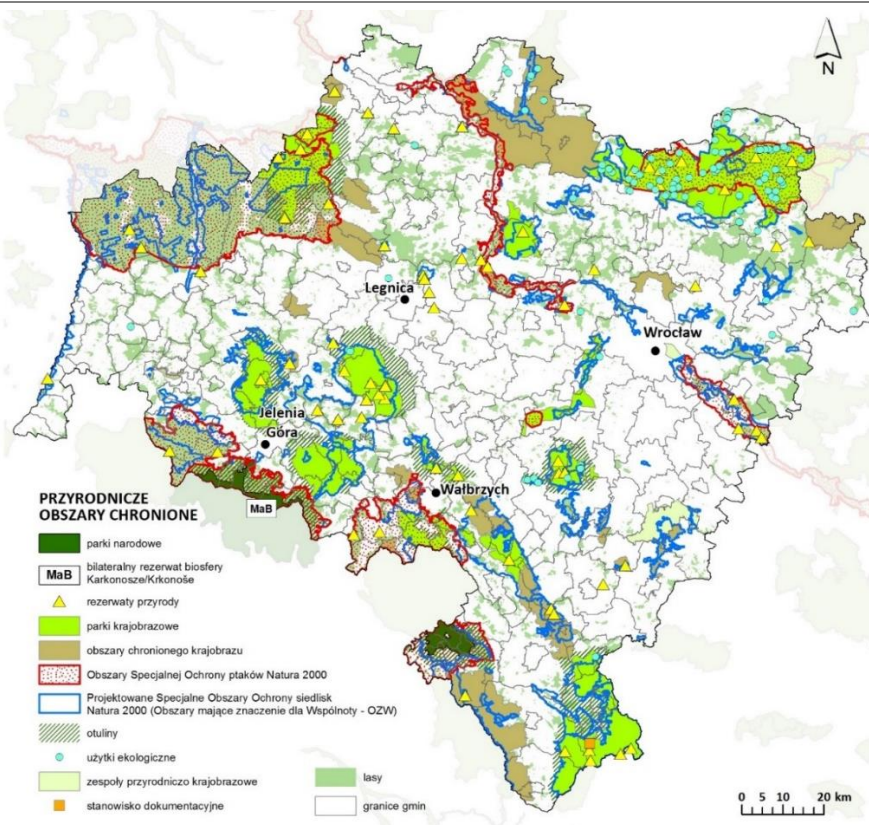 N
Legnica
Wrocław
Jelenia
Góra
Wałbrzych
MaB
PRZYRODNICZE
OBSZARY CHRONIONE
parki narodowe
MaB
bilateralny rezerwat biosfery
Karkonosze/Krkonoše
rezerwaty przyrody
parki krajobrazowe
obszary chronionego krajobrazu
Obszary Specjalnej Ochrony ptaków Natura 2000
Projektowane Specjalne Obszary Ochrony siedlisk
Natura 2000 (Obszary mające znaczenie dla Wspólnoty - OZW)
otuliny
użytki ekologiczne
zespoły przyrodniczo krajobrazowe
stanowisko dokumentacyjne
lasy
granice gmin
0 5 10 20 km